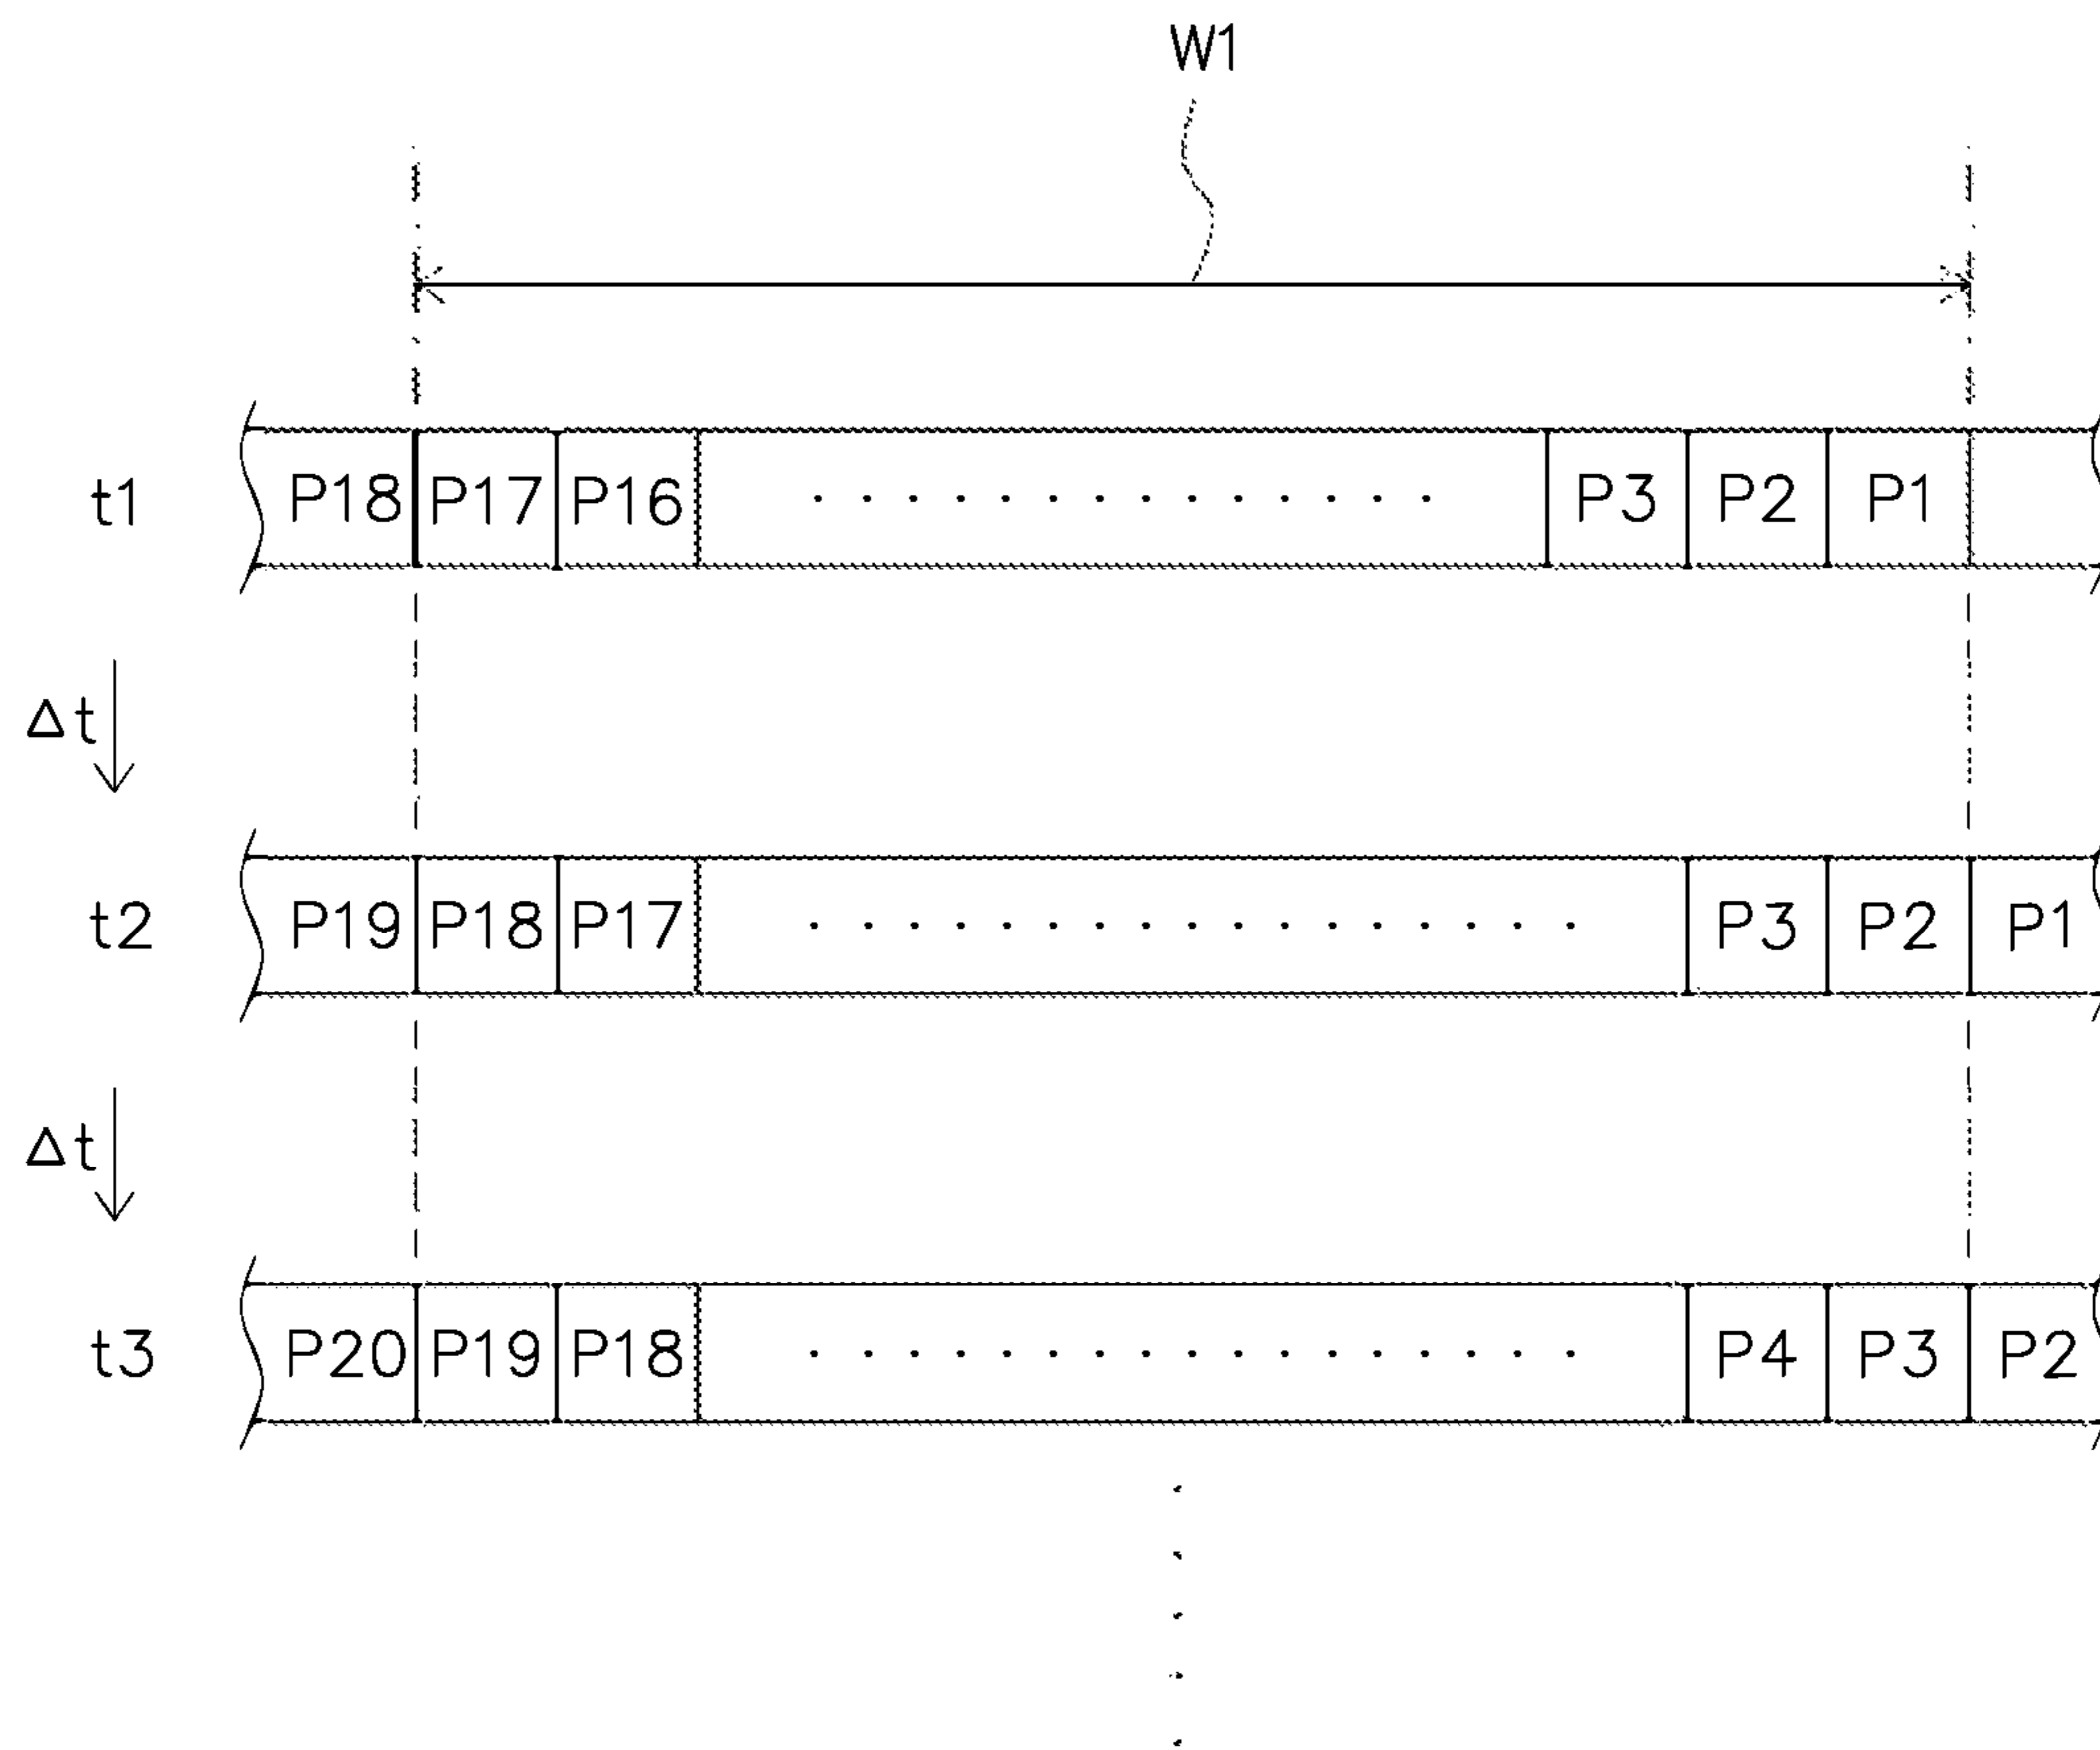 W1
t1 P18 P17 P16 · · · · · · · · · · · · · · P3 P2 P1
Δt
t2 P19 P18 P17 · · · · · · · · · · · · · · · · · P3 P2 P1
Δt
t3 P20 P19 P18 · · · · · · · · · · · · · · · · · P4 P3 P2